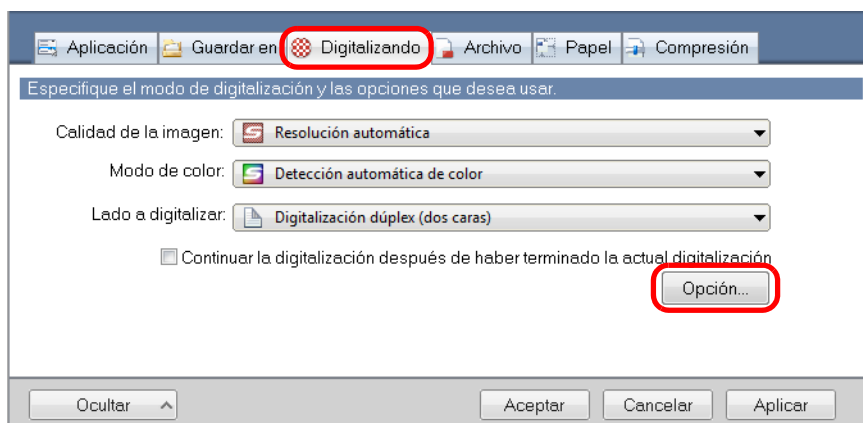 Aplicación Guardar en Digitalizando Archivo Papel Compresión
Especifique el modo de digitalización y las opciones que desea usar.
Calidad de la imagen: Resolución automática
Modo de color: Detección automática de color
Lado a digitalizar: Digitalización dúplex (dos caras)
Continuar la digitalización después de haber terminado la actual digitalización
Opción...
Ocultar Aceptar Cancelar Aplicar